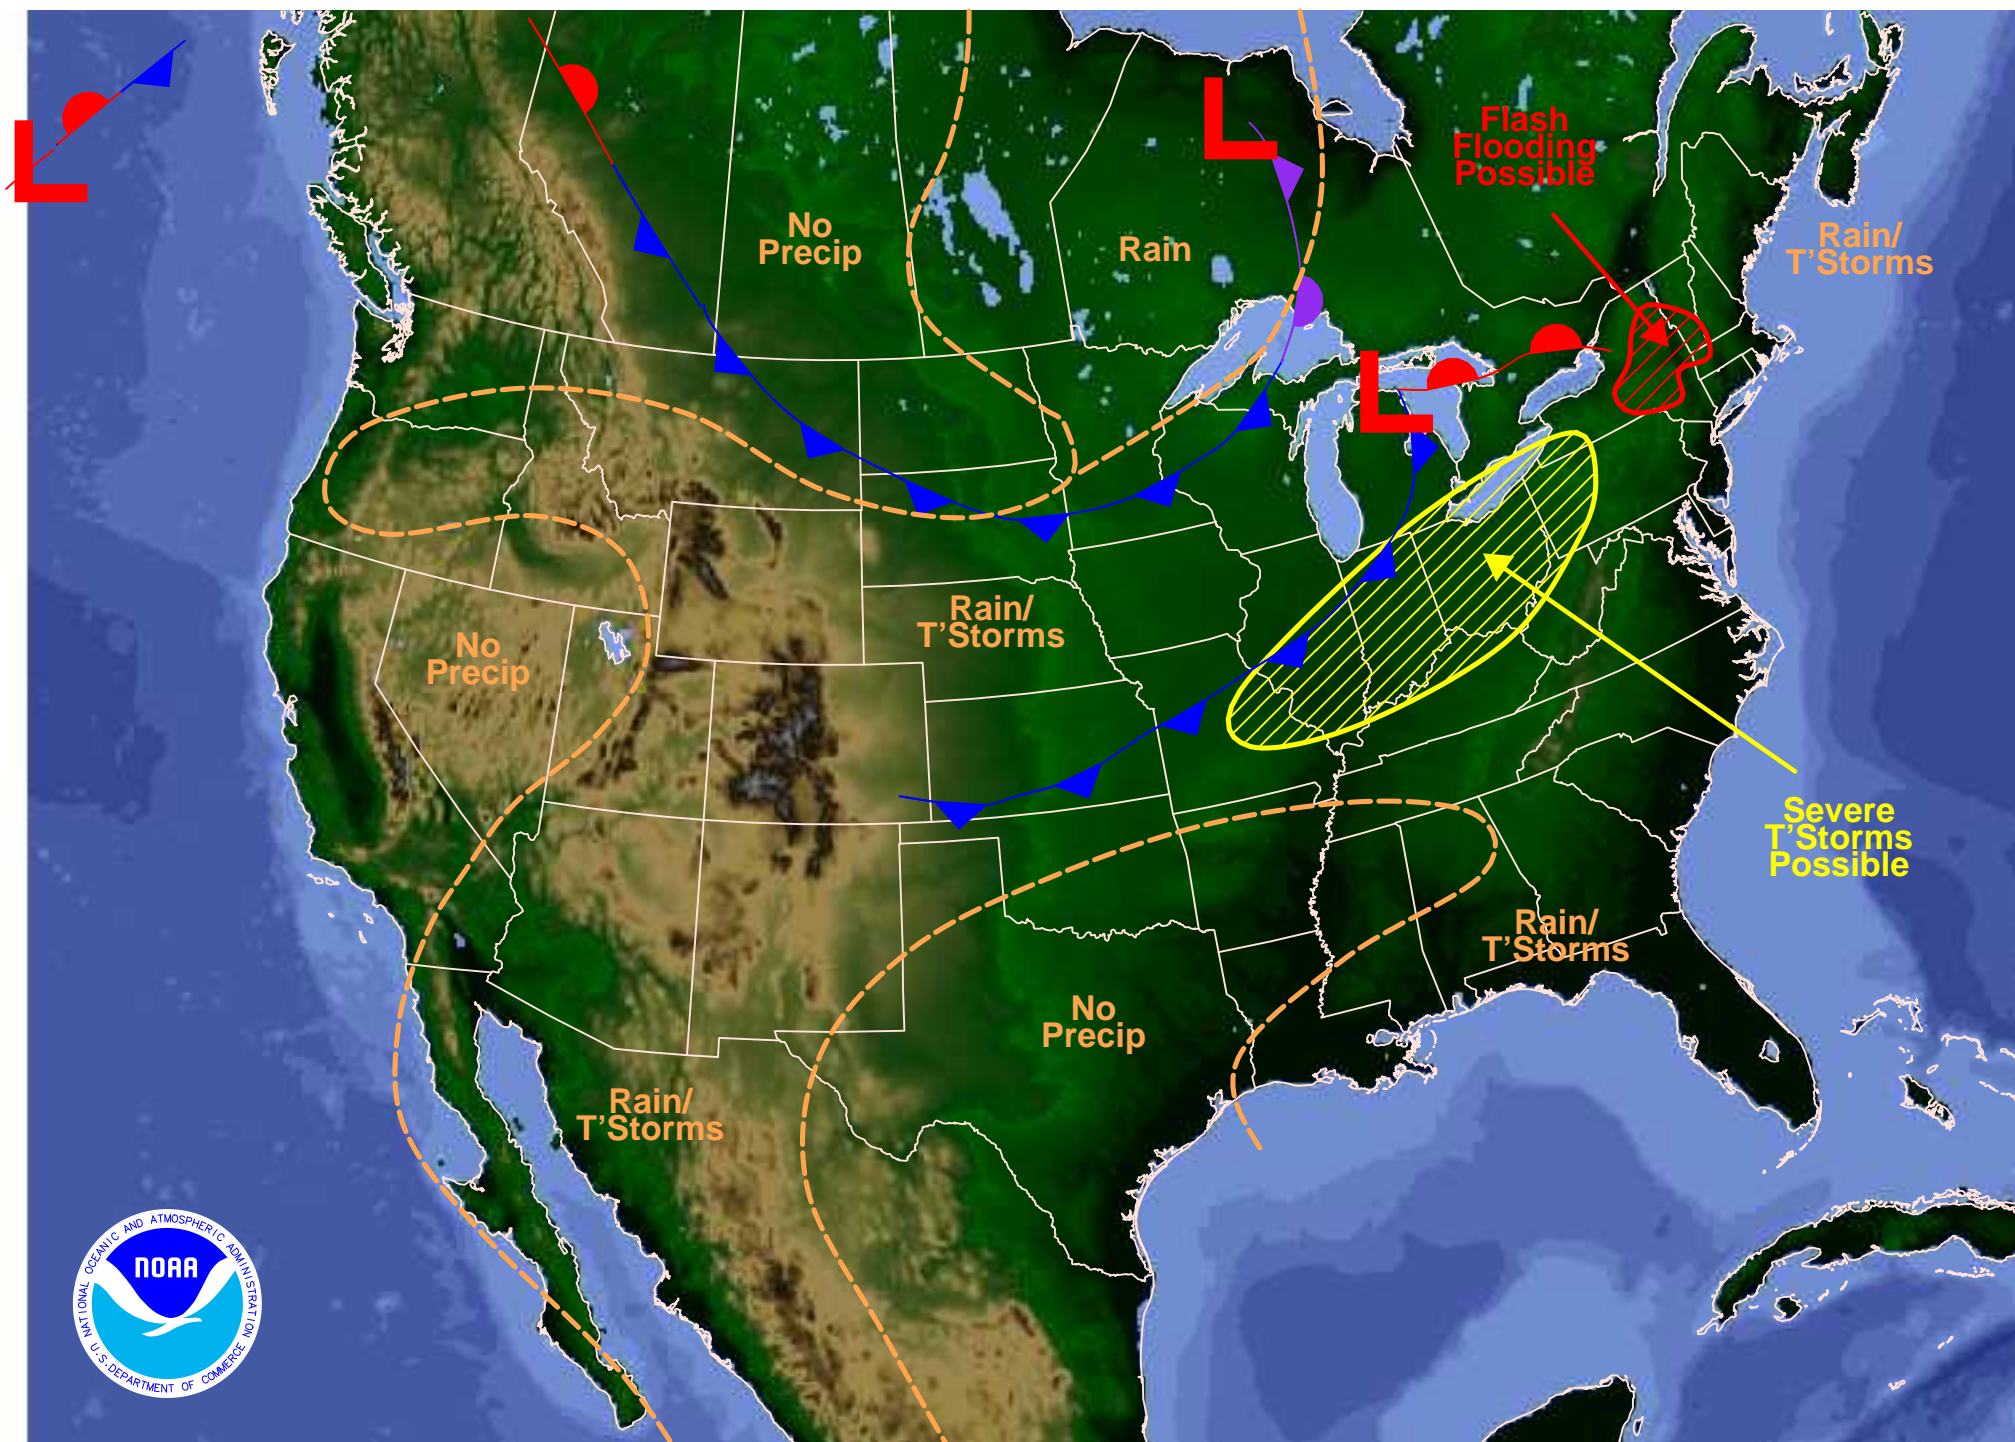 L
L
L
Flash
Flooding
Possible
No
Precip
Rain
Rain/
T'Storms
Rain/
T'Storms
No
Precip
Severe
T'Storms
Possible
Rain/
T'Storms
No
Precip
Rain/
T'Storms
NATIONAL OCEANIC AND ATMOSPHERIC ADMINISTRATION
NOAA
U.S. DEPARTMENT OF COMMERCE